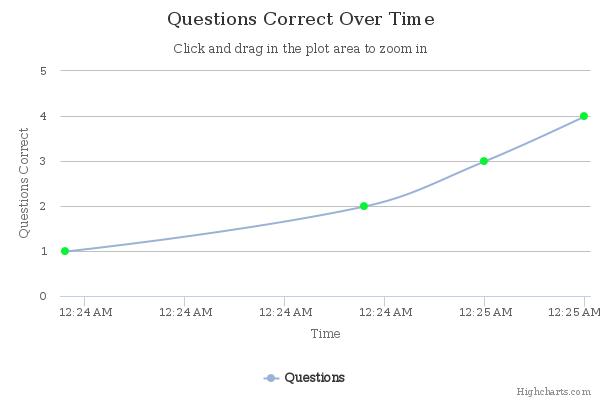 Questions Correct Over Time
Click and drag in the plot area to zoom in
Questions Correct
5
4
3
2
1
0
12:24 AM 12:24 AM 12:24 AM 12:24 AM 12:25 AM 12:25 AM
Time
Questions
Highcharts.com